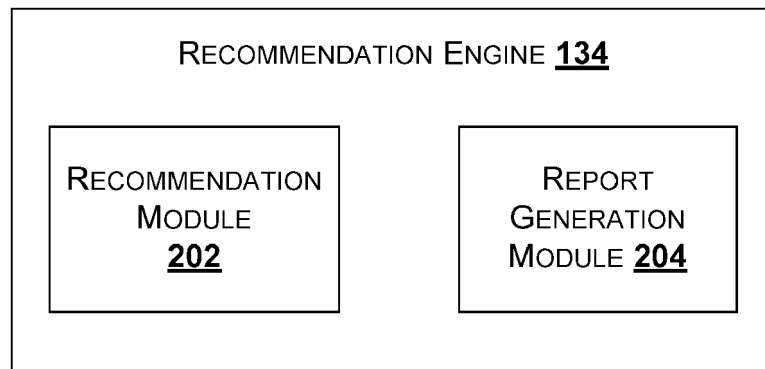 RECOMMENDATION ENGINE 134
RECOMMENDATION
MODULE
202
REPORT
GENERATION
MODULE 204